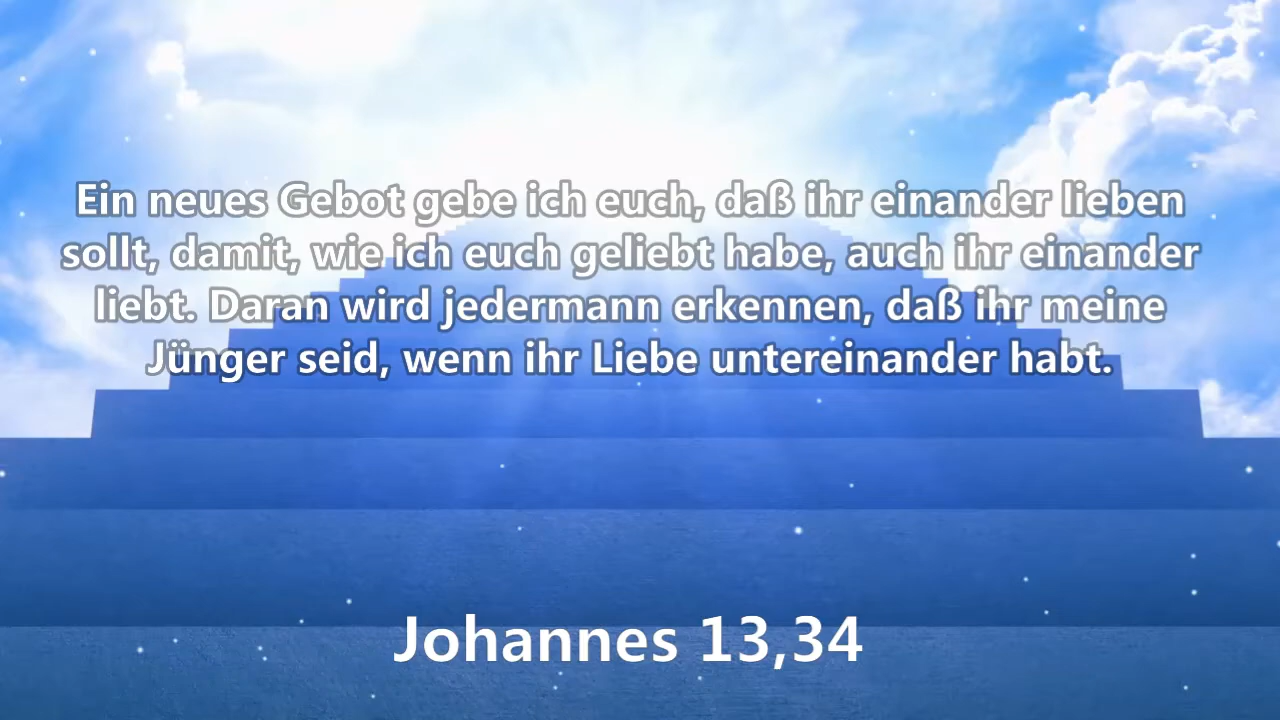 Ein neues Gebot gebe ich euch, daß ihr einander lieben
sollt, damit, wie ich euch geliebt habe, auch ihr einander
liebt. Daran wird jedermann erkennen, daß ihr meine
Jünger seid, wenn ihr Liebe untereinander habt.
Johannes 13,34